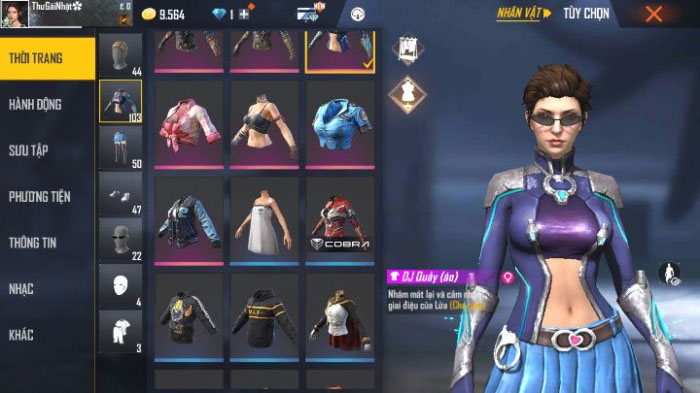 ThuGáiNhật
9.564
1
NEW
NHÂN VẬT
TÙY CHỌN
THỜI TRANG
HÀNH ĐỘNG
SƯU TẬP
PHƯƠNG TIỆN
THÔNG TIN
NHẠC
KHÁC
44
103
50
47
22
4
3
COBRA
DJ Quẩy (áo)
Nhắm mắt lại và cảm
giai điệu của Lửa